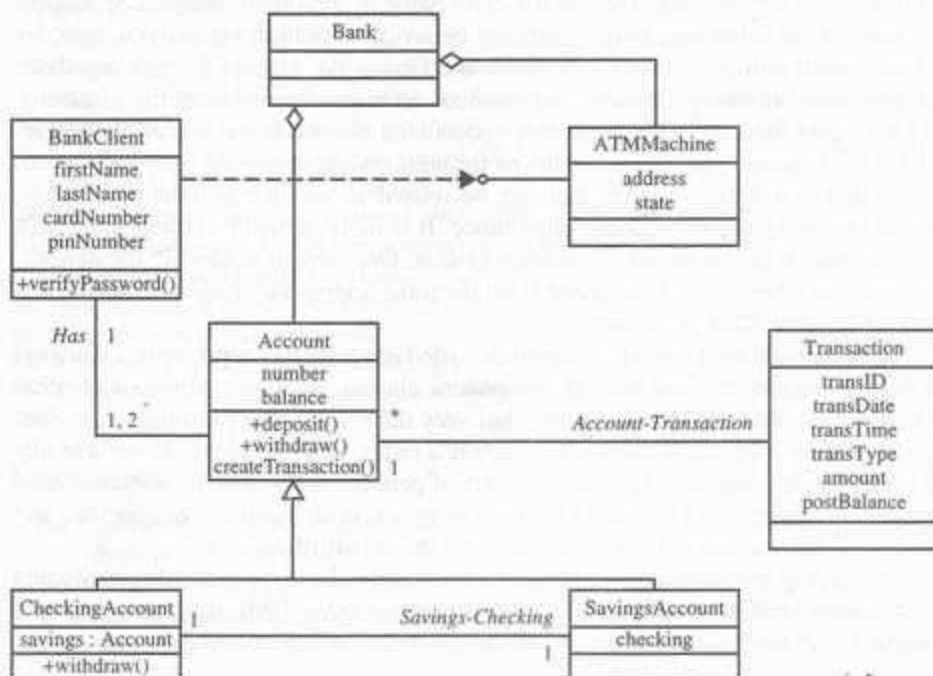 Bank
BankClient
firstName
lastName
cardNumber
pinNumber
+verifyPassword()
ATMMachine
address
state
Has
1
1, 2
Account
number
balance
+deposit()
+withdraw()
createTransaction()
*
1
Account-Transaction
Transaction
transID
transDate
transTime
transType
amount
postBalance
CheckingAccount
savings : Account
+withdraw()
1
Savings-Checking
1
SavingsAccount
checking